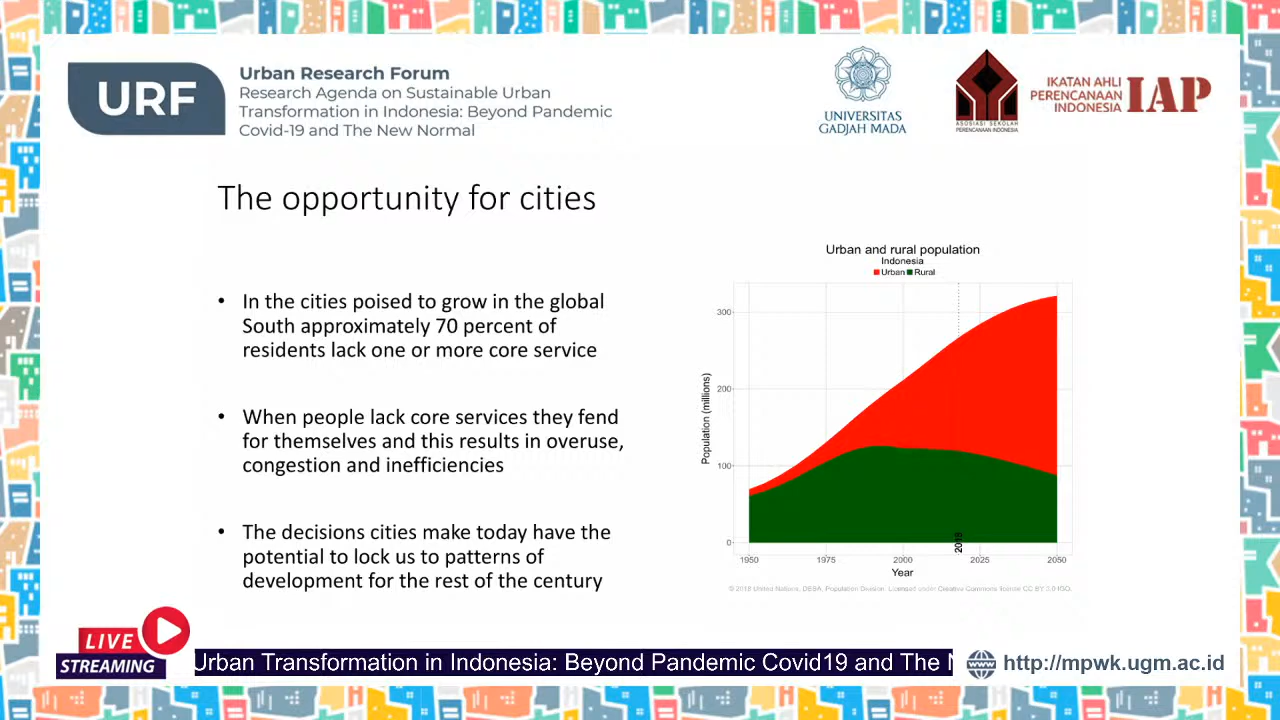 URF
Urban Research Forum
Research Agenda on Sustainable Urban
Transformation in Indonesia: Beyond Pandemic
Covid-19 and The New Normal
UNIVERSITAS
GADJAH MADA
ASOSIASI SEKOLAH
PERENCANAAN INDONESIA
IKATAN AHLI
PERENCANAAN
INDONESIA
IAP
The opportunity for cities
• In the cities poised to grow in the global
South approximately 70 percent of
residents lack one or more core service
• When people lack core services they fend
for themselves and this results in overuse,
congestion and inefficiencies
• The decisions cities make today have the
potential to lock us to patterns of
development for the rest of the century
Urban and rural population
Indonesia
Urban Rural
Population (millions)
300
200
100
0
2018
1950 1975 2000 2025 2050
Year
© 2018 United Nations, DESA, Population Division. Licensed under Creative Commons license CC BY 3.0 IGO.
LIVE
STREAMING
Urban Transformation in Indonesia: Beyond Pandemic Covid19 and The
http://mpwk.ugm.ac.id